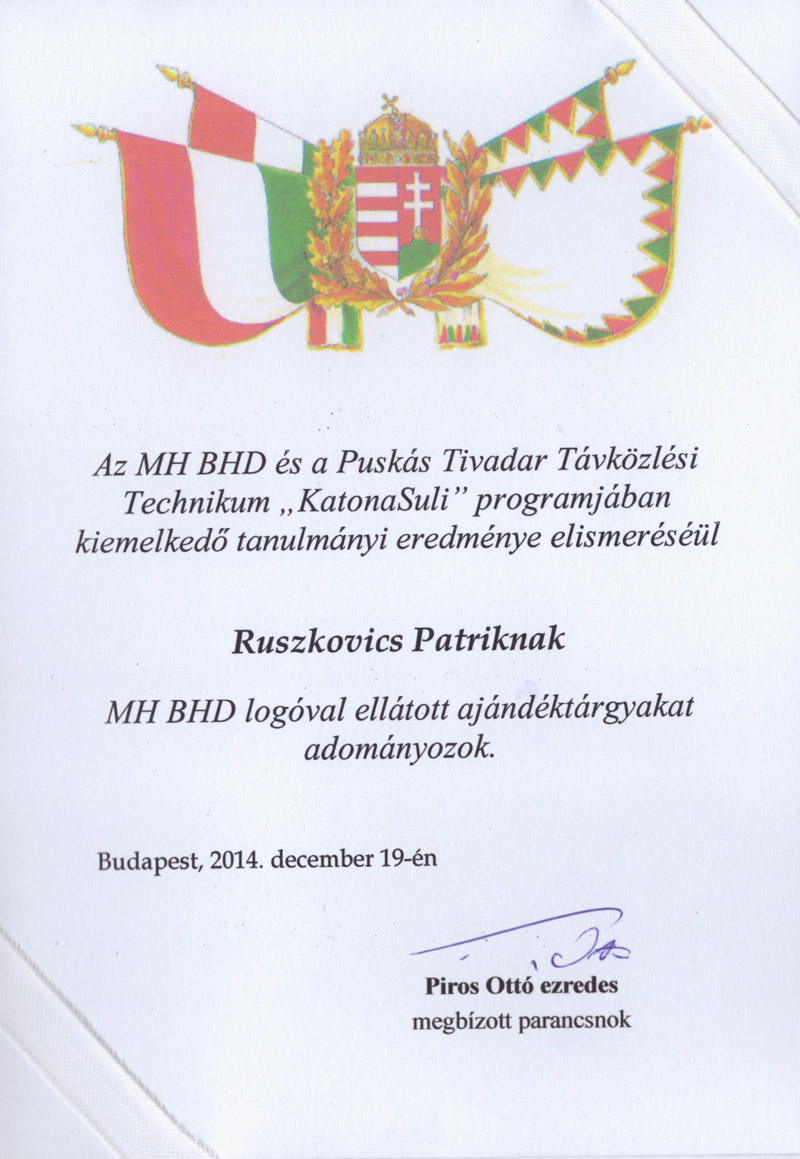 Az MH BHD és a Puskás Tivadar Távközlési
Technikum „KatonaSuli” programjában
kiemelkedő tanulmányi eredménye elismeréséül
Ruszkovics Patriknak
MH BHD logóval ellátott ajándéktárgyakat
adományozok.
Budapest, 2014. december 19-én
Piros Ottó ezredes
megbízott parancsnok